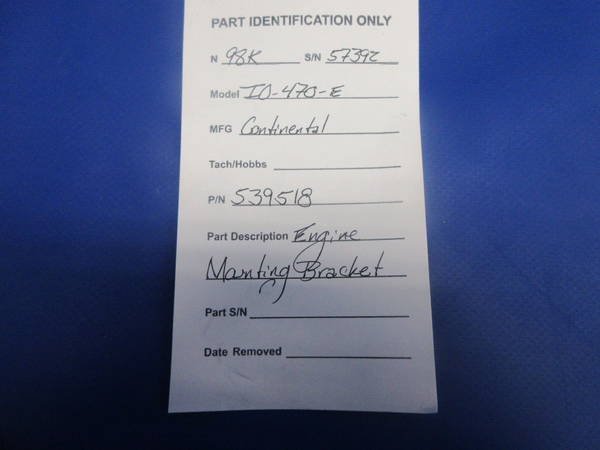 PART IDENTIFICATION ONLY
N 98K S/N 57392
Model IO-470-E
MFG Continental
Tach/Hobbs
P/N 539518
Part Description Engine
Mounting Bracket
Part S/N
Date Removed